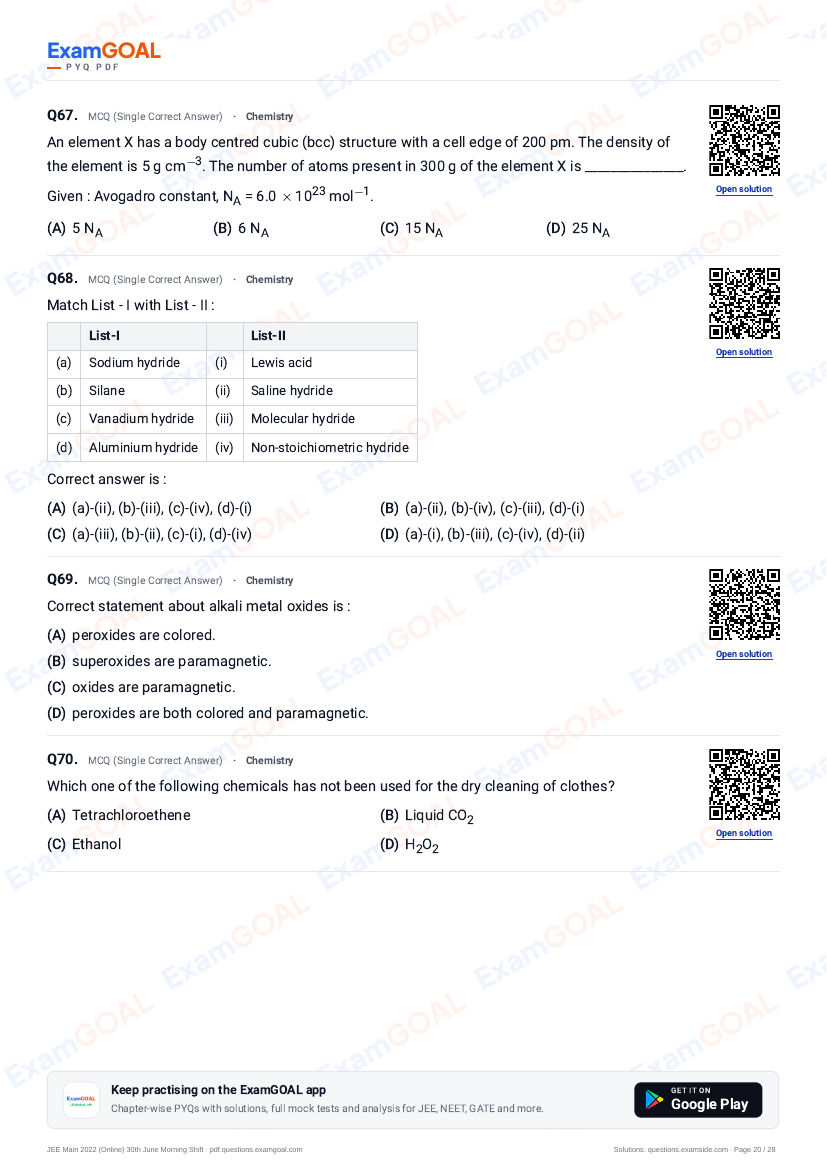 ExamGOAL
PYQ PDF
Q67. MCQ (Single Correct Answer) · Chemistry
An element X has a body centred cubic (bcc) structure with a cell edge of 200 pm. The density of
the element is 5 g cm⁻³. The number of atoms present in 300 g of the element X is _______________.
Given : Avogadro constant, N_A = 6.0 × 10²³ mol⁻¹.
(A) 5 N_A (B) 6 N_A (C) 15 N_A (D) 25 N_A
Open solution
Q68. MCQ (Single Correct Answer) · Chemistry
Match List - I with List - II :
List-I List-II
(a) Sodium hydride (i) Lewis acid
(b) Silane (ii) Saline hydride
(c) Vanadium hydride (iii) Molecular hydride
(d) Aluminium hydride (iv) Non-stoichiometric hydride
Correct answer is :
(A) (a)-(ii), (b)-(iii), (c)-(iv), (d)-(i) (B) (a)-(ii), (b)-(iv), (c)-(iii), (d)-(i)
(C) (a)-(iii), (b)-(ii), (c)-(i), (d)-(iv) (D) (a)-(i), (b)-(iii), (c)-(iv), (d)-(ii)
Open solution
Q69. MCQ (Single Correct Answer) · Chemistry
Correct statement about alkali metal oxides is :
(A) peroxides are colored.
(B) superoxides are paramagnetic.
(C) oxides are paramagnetic.
(D) peroxides are both colored and paramagnetic.
Open solution
Q70. MCQ (Single Correct Answer) · Chemistry
Which one of the following chemicals has not been used for the dry cleaning of clothes?
(A) Tetrachloroethene (B) Liquid CO₂
(C) Ethanol (D) H₂O₂
Open solution
ExamGOAL
Keep practising on the ExamGOAL app
Chapter-wise PYQs with solutions, full mock tests and analysis for JEE, NEET, GATE and more.
GET IT ON
Google Play
JEE Main 2022 (Online) 30th June Morning Shift · pdf.questions.examgoal.com Solutions: questions.examside.com · Page 20 / 28